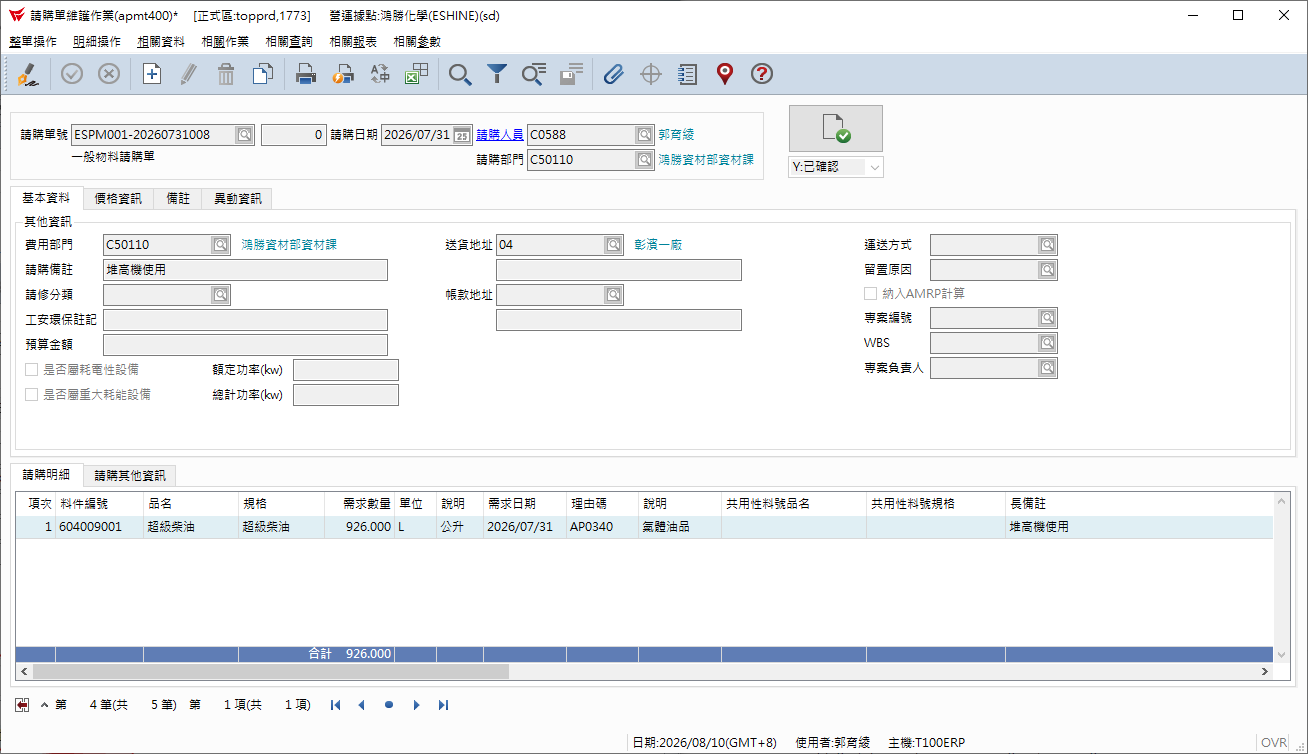 請購單維護作業(apmt400)* [正式區:topprd,1773] 營運據點:鴻勝化學(ESHINE)(sd)
整單操作 明細操作 相關資料 相關作業 相關查詢 相關報表 相關參數
請購單號 ESPM001-20260731008 0 請購日期 2026/07/31 25 請購人員 C0588 郭育綾
一般物料請購單 請購部門 C50110 鴻勝資材部資材課
Y:已確認
基本資料 價格資訊 備註 異動資訊
其他資訊
費用部門 C50110 鴻勝資材部資材課 送貨地址 04 彰濱一廠 運送方式
請購備註 堆高機使用 留置原因
請修分類 帳款地址 納入AMRP計算
工安環保註記 專案編號
預算金額 WBS
是否屬耗電性設備 額定功率(kw) 專案負責人
是否屬重大耗能設備 總計功率(kw)
請購明細 請購其他資訊
項次 料件編號 品名 規格 需求數量 單位 說明 需求日期 理由碼 說明 共用性料號品名 共用性料號規格 長備註
1 604009001 超級柴油 超級柴油 926.000 L 公升 2026/07/31 AP0340 氣體油品 堆高機使用
合計 926.000
第 4 筆(共 5 筆) 第 1 項(共 1 項)
日期:2026/08/10(GMT+8) 使用者:郭育綾 主機:T100ERP OVR